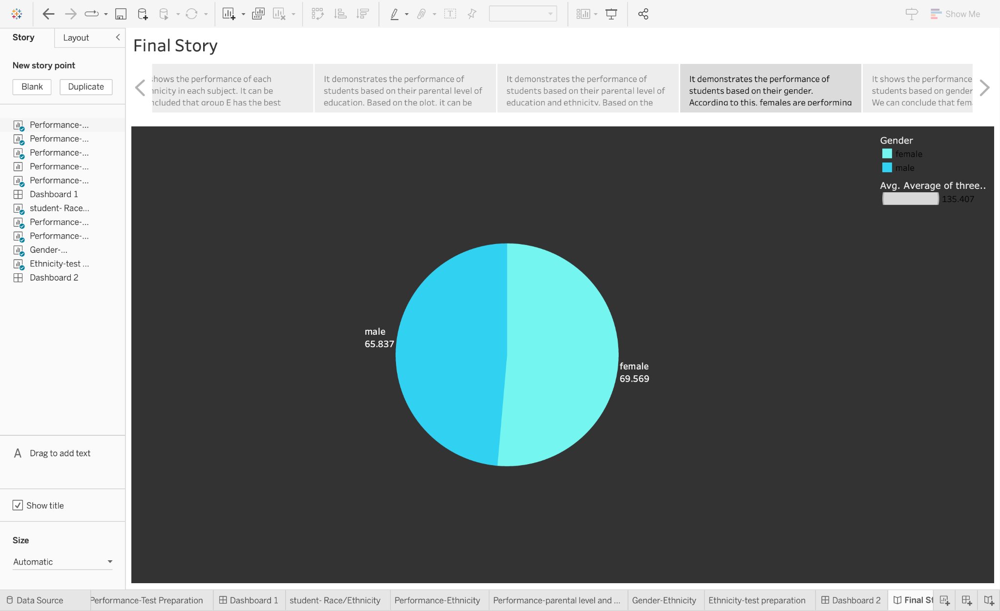 Show Me
Story
Layout
Final Story
New story point
Blank
Duplicate
shows the performance of each
nicity in each subject. It can be
ncluded that group E has the best
It demonstrates the performance of
students based on their parental level of
education. Based on the plot, it can be
It demonstrates the performance of
students based on their parental level of
education and ethnicity. Based on the
It demonstrates the performance of
students based on their gender.
According to this, females are performing
It shows the performance
students based on gender
We can conclude that fem
Performance-...
Performance-...
Performance-...
Performance-...
Performance-...
Dashboard 1
student- Race...
Performance-...
Performance-...
Gender-...
Ethnicity-test ...
Dashboard 2
Gender
female
male
Avg. Average of three..
135.407
male
65.837
female
69.569
A Drag to add text
Show title
Size
Automatic
Data Source
Performance-Test Preparation
Dashboard 1
student- Race/Ethnicity
Performance-Ethnicity
Performance-parental level and ...
Gender-Ethnicity
Ethnicity-test preparation
Dashboard 2
Final St